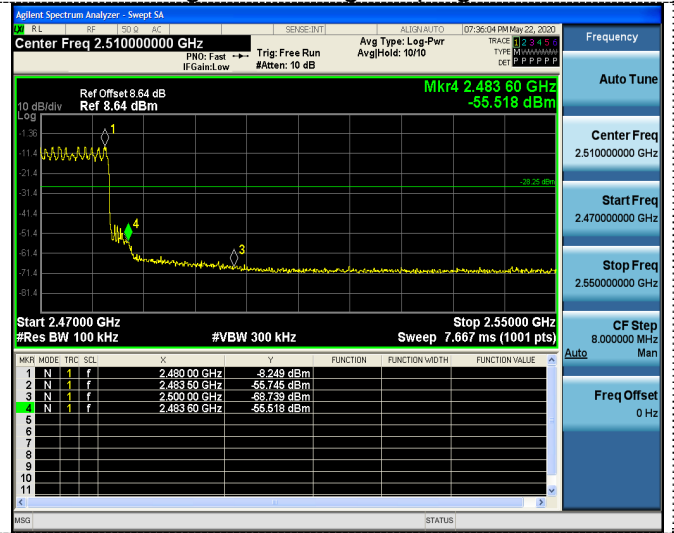 Agilent Spectrum Analyzer - Swept SA
LXI RL RF 50 Ω AC SENSE:INT ALIGNAUTO 07:36:04 PM May 22, 2020
Center Freq 2.510000000 GHz
PNO: Fast
IFGain:Low
Trig: Free Run
#Atten: 10 dB
Avg Type: Log-Pwr
Avg|Hold: 10/10
TRACE 1 2 3 4 5 6
TYPE M WWWWW
DET P P P P P P
Mkr4 2.483 60 GHz
-55.518 dBm
Ref Offset 8.64 dB
10 dB/div Ref 8.64 dBm
Log
-1.36
-11.4
-21.4
-31.4
-41.4
-51.4
-61.4
-71.4
-81.4
1
4
3
-28.25 dBm
Start 2.47000 GHz Stop 2.55000 GHz
#Res BW 100 kHz #VBW 300 kHz Sweep 7.667 ms (1001 pts)
MKR MODE TRC SCL X Y FUNCTION FUNCTION WIDTH FUNCTION VALUE
1 N 1 f 2.480 00 GHz -8.249 dBm
2 N 1 f 2.483 50 GHz -55.745 dBm
3 N 1 f 2.500 00 GHz -68.739 dBm
4 N 1 f 2.483 60 GHz -55.518 dBm
5
6
7
8
9
10
11
MSG STATUS
Frequency
Auto Tune
Center Freq
2.510000000 GHz
Start Freq
2.470000000 GHz
Stop Freq
2.550000000 GHz
CF Step
8.000000 MHz
Auto Man
Freq Offset
0 Hz